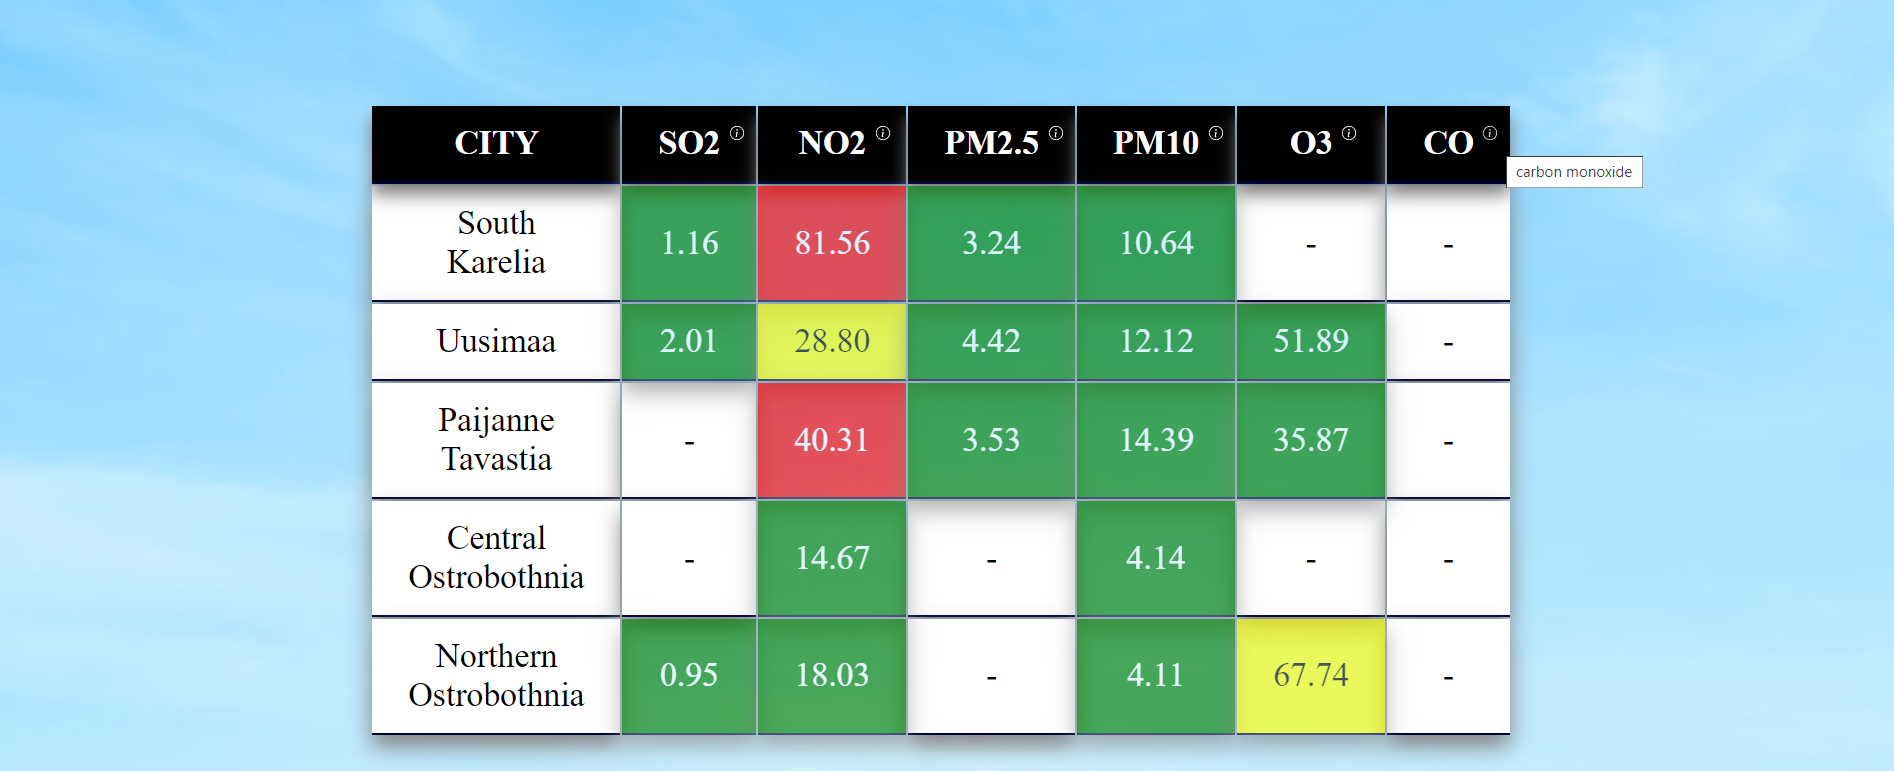 CITY SO2 NO2 PM2.5 PM10 O3 CO
carbon monoxide
South
Karelia
1.16 81.56 3.24 10.64 - -
Uusimaa 2.01 28.80 4.42 12.12 51.89 -
Paijanne
Tavastia
- 40.31 3.53 14.39 35.87 -
Central
Ostrobothnia
- 14.67 - 4.14 - -
Northern
Ostrobothnia
0.95 18.03 - 4.11 67.74 -